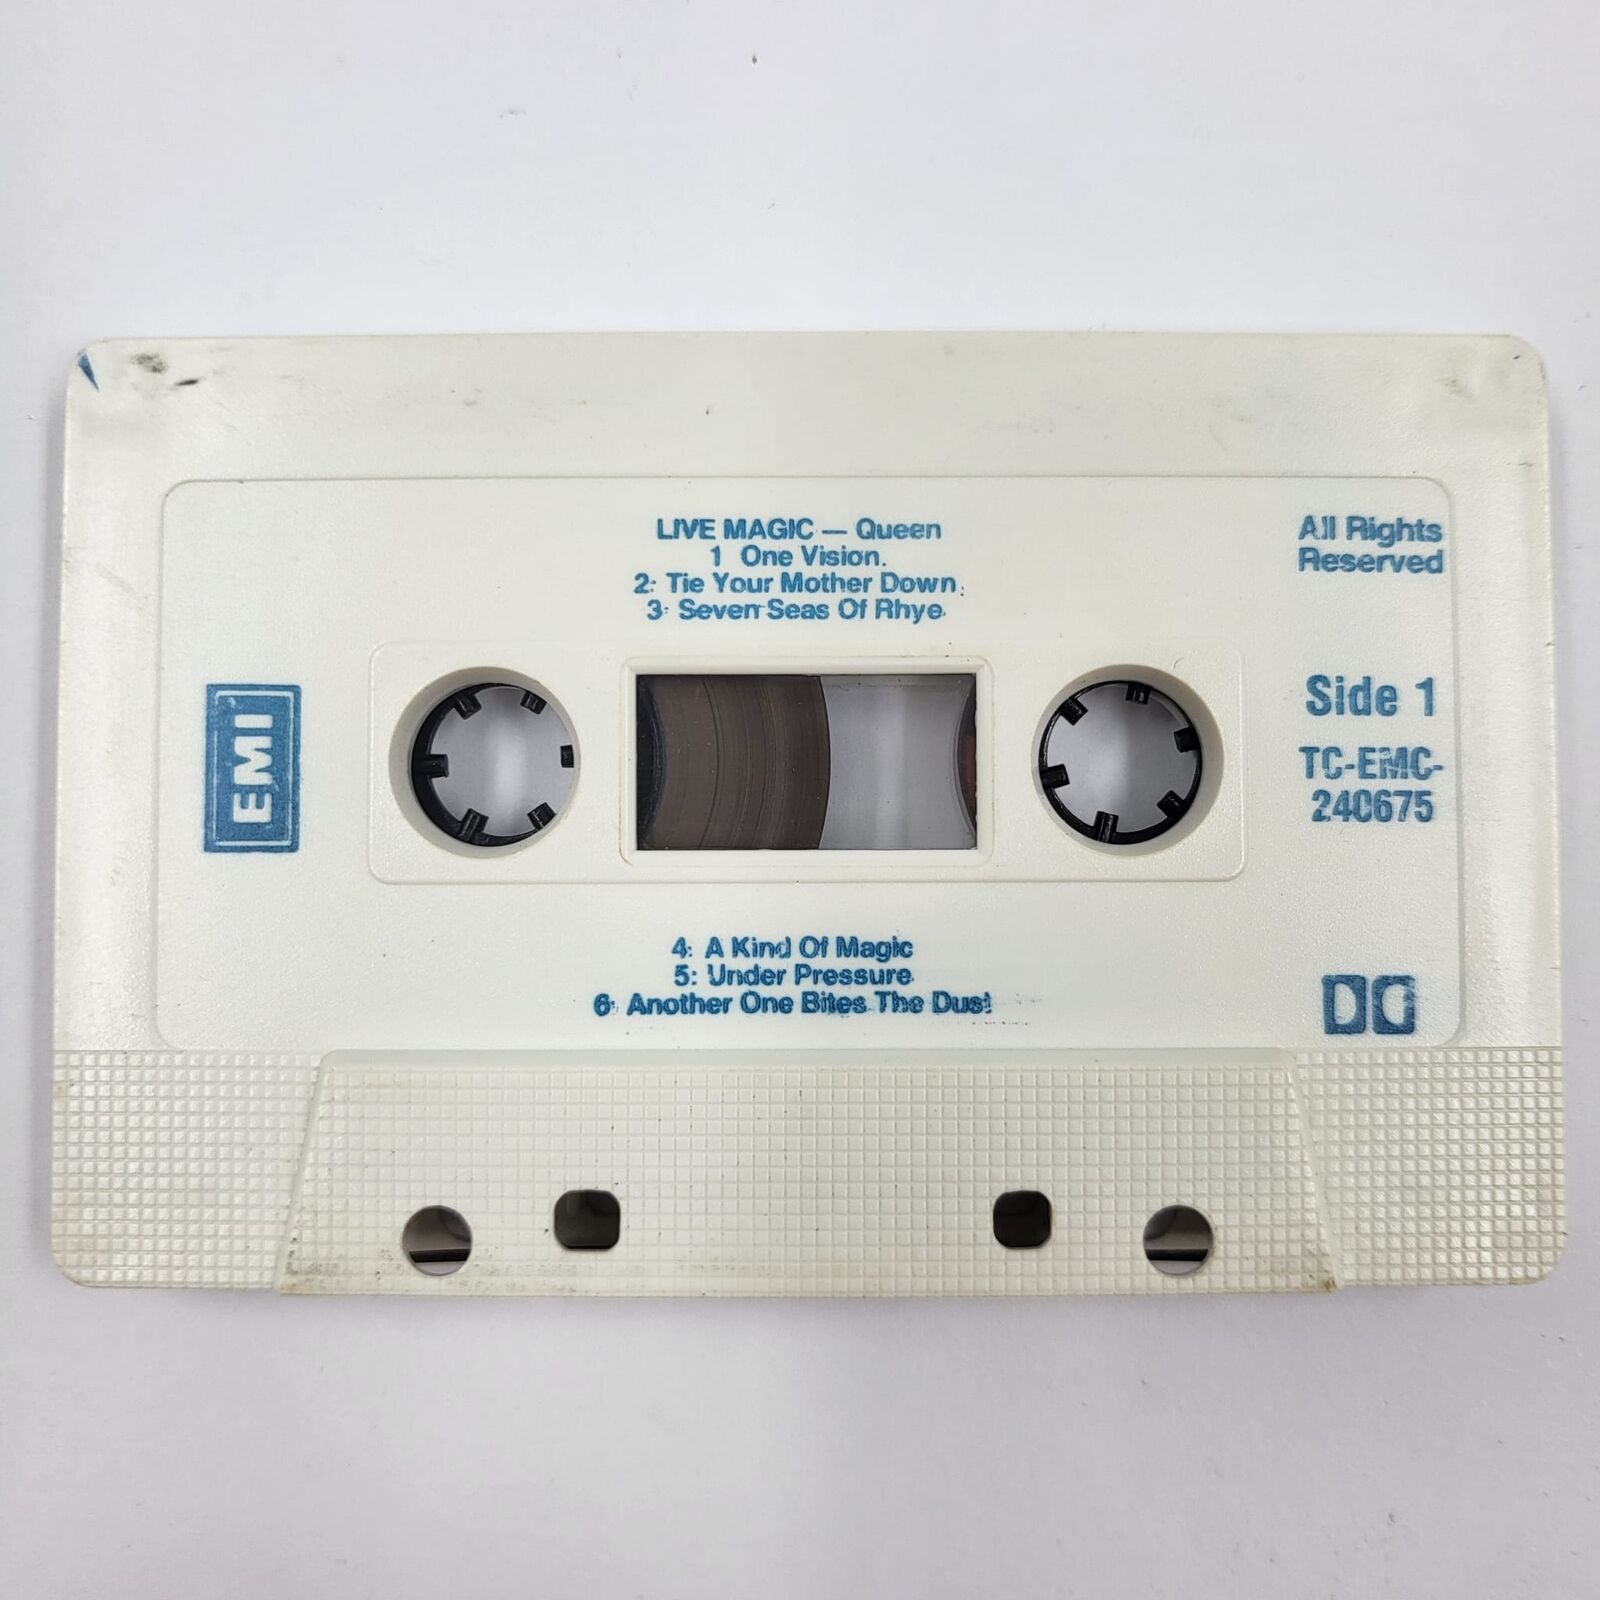 LIVE MAGIC — Queen
1 One Vision.
2: Tie Your Mother Down.
3: Seven Seas Of Rhye.
All Rights
Reserved
EMI
Side 1
TC-EMC-
240675
4: A Kind Of Magic
5: Under Pressure.
6: Another One Bites The Dust